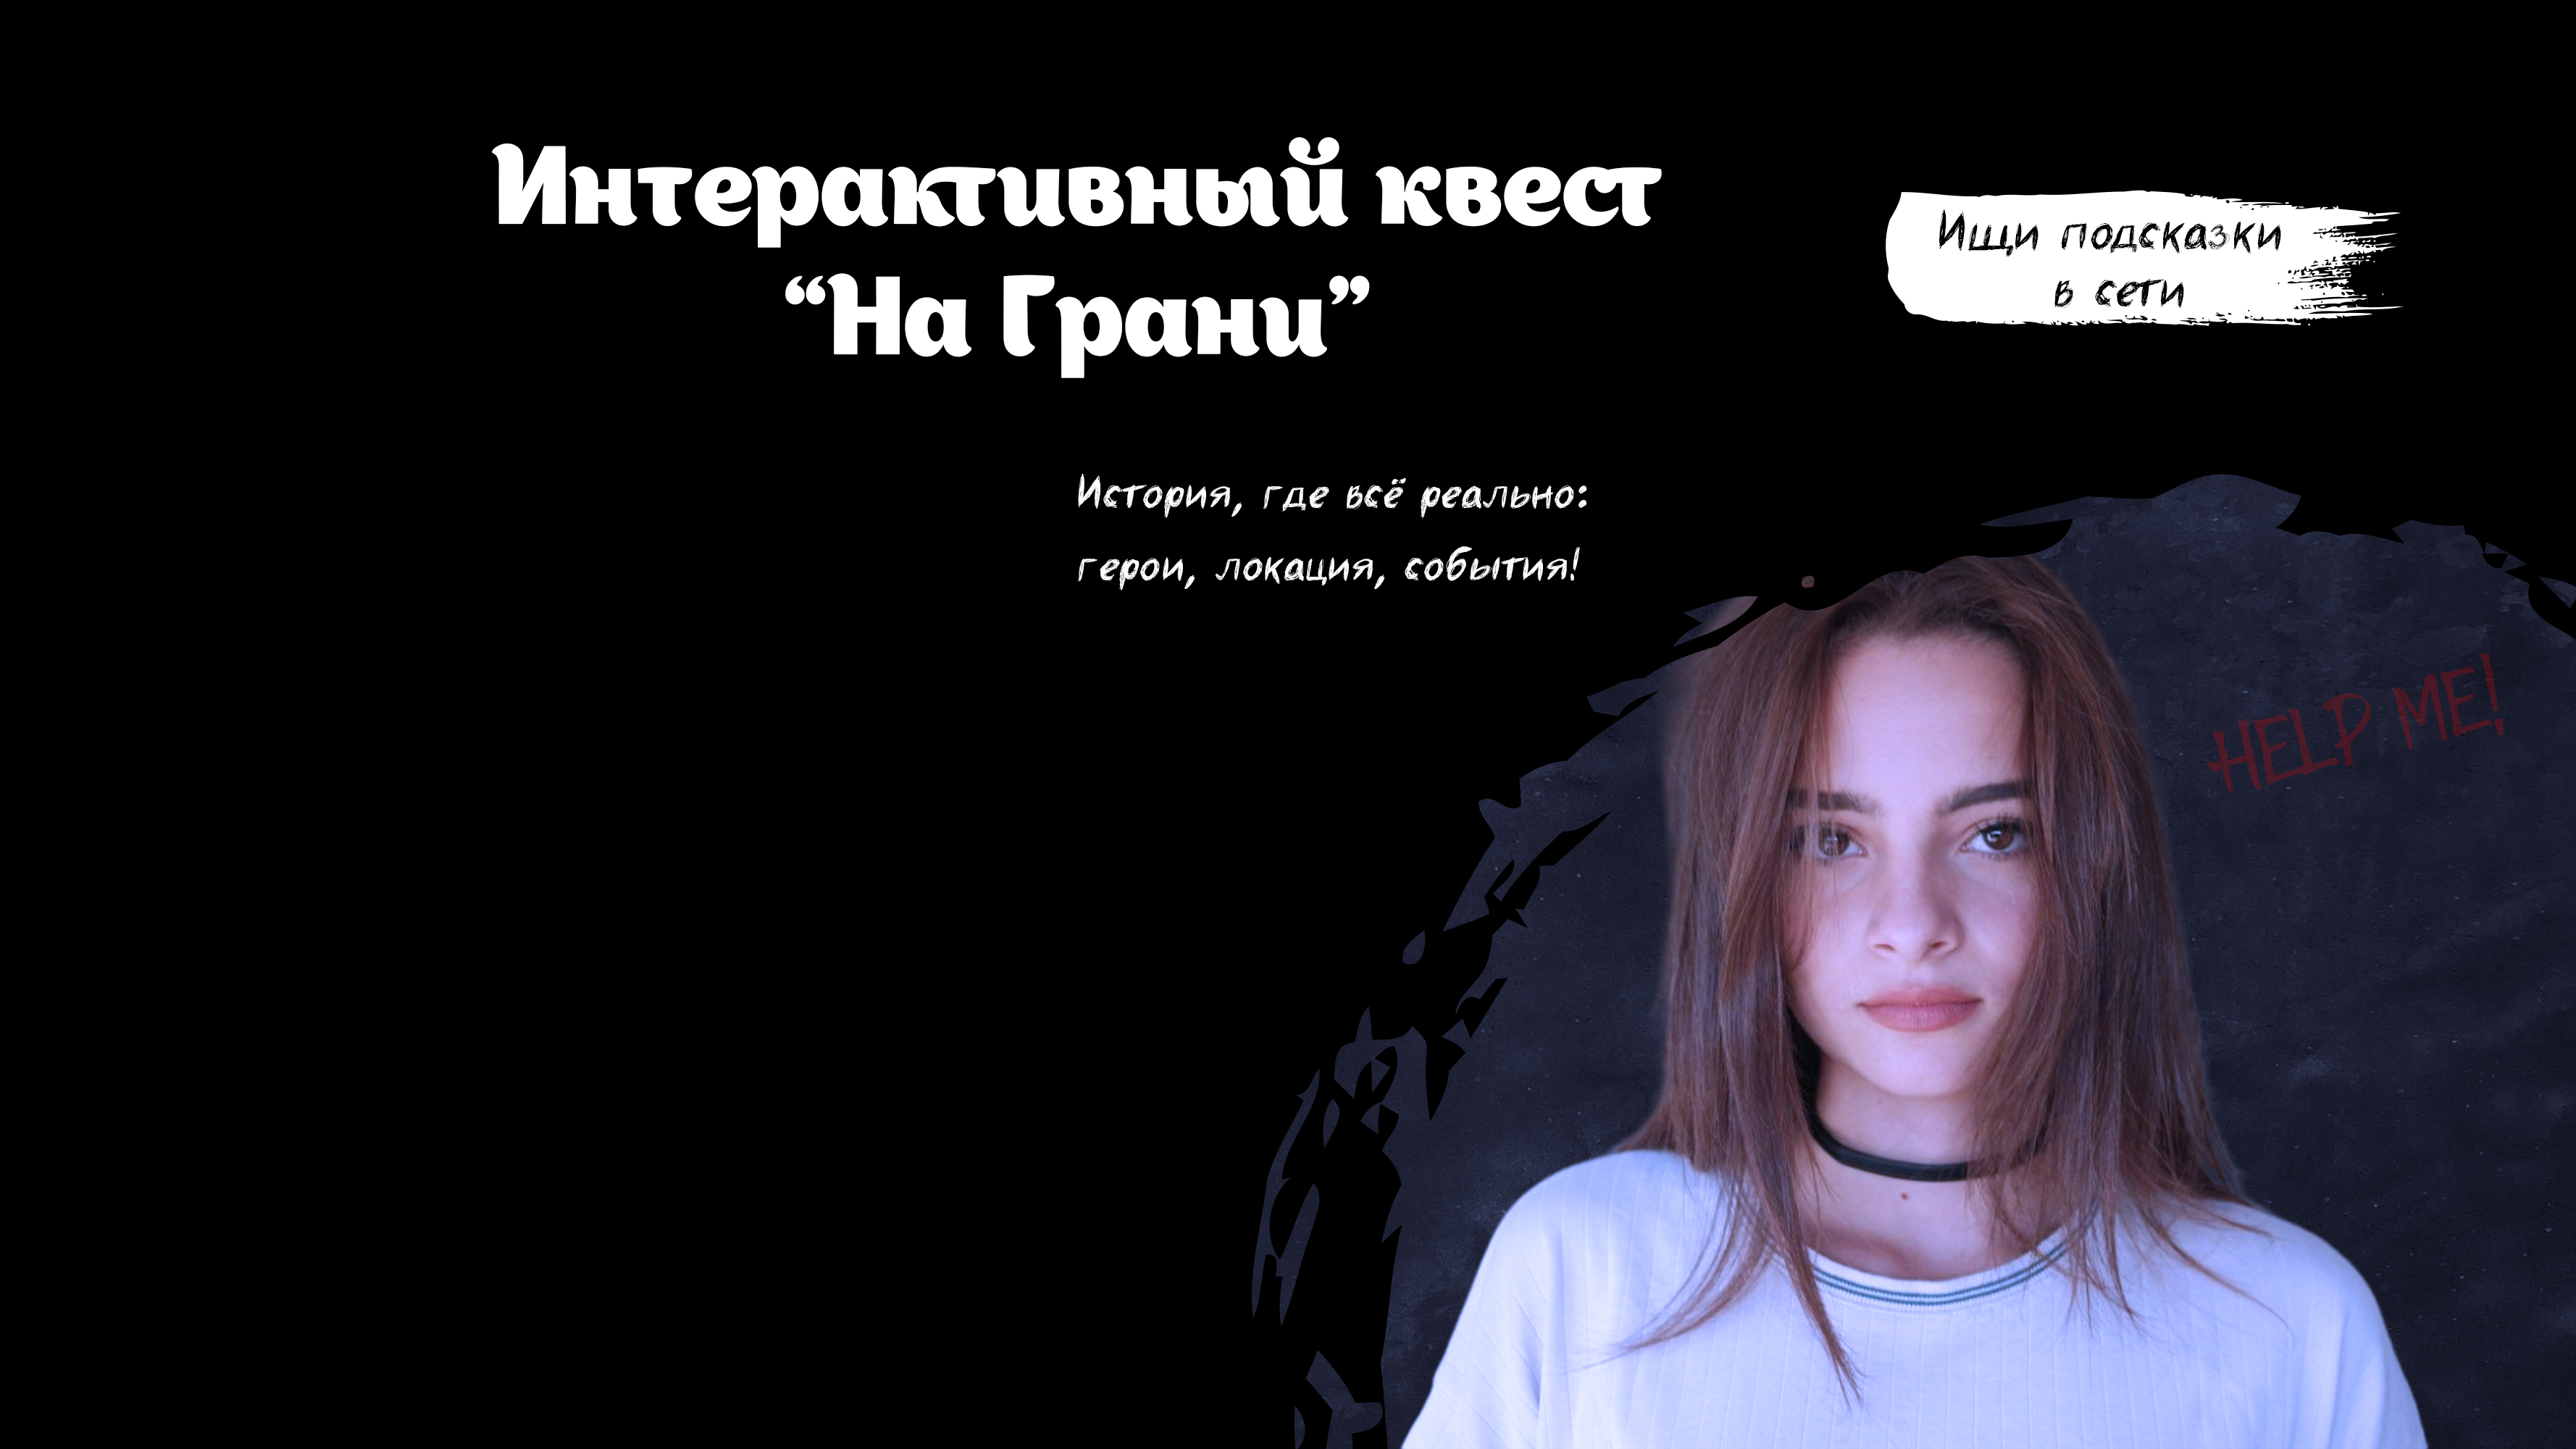 Интерактивный квест
“На Грани”
Ищи подсказки
в сети
История, где всё реально:
герои, локация, события!
HELP ME!